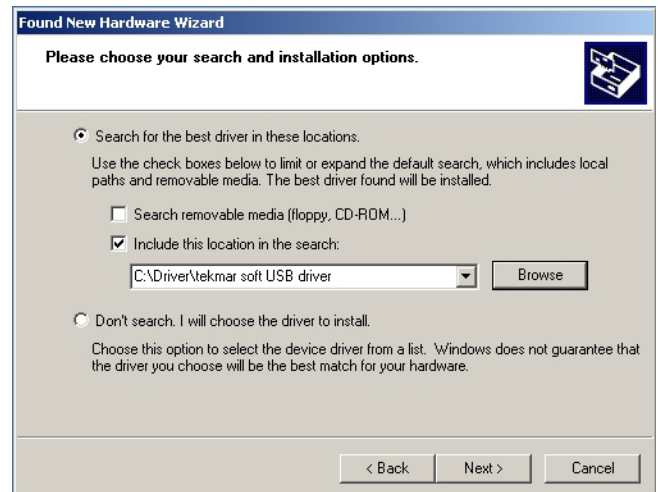 Found New Hardware Wizard
Please choose your search and installation options.
Search for the best driver in these locations.
Use the check boxes below to limit or expand the default search, which includes local
paths and removable media. The best driver found will be installed.
Search removable media (floppy, CD-ROM...)
Include this location in the search:
C:\Driver\tekmar soft USB driver
Browse
Don't search. I will choose the driver to install.
Choose this option to select the device driver from a list. Windows does not guarantee that
the driver you choose will be the best match for your hardware.
< Back Next > Cancel